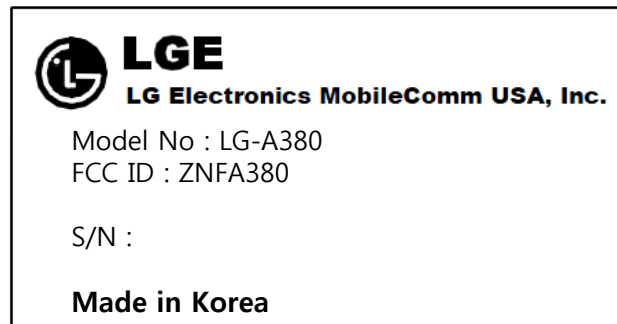 LGE
LG Electronics MobileComm USA, Inc.
Model No : LG-A380
FCC ID : ZNFA380
S/N :
Made in Korea